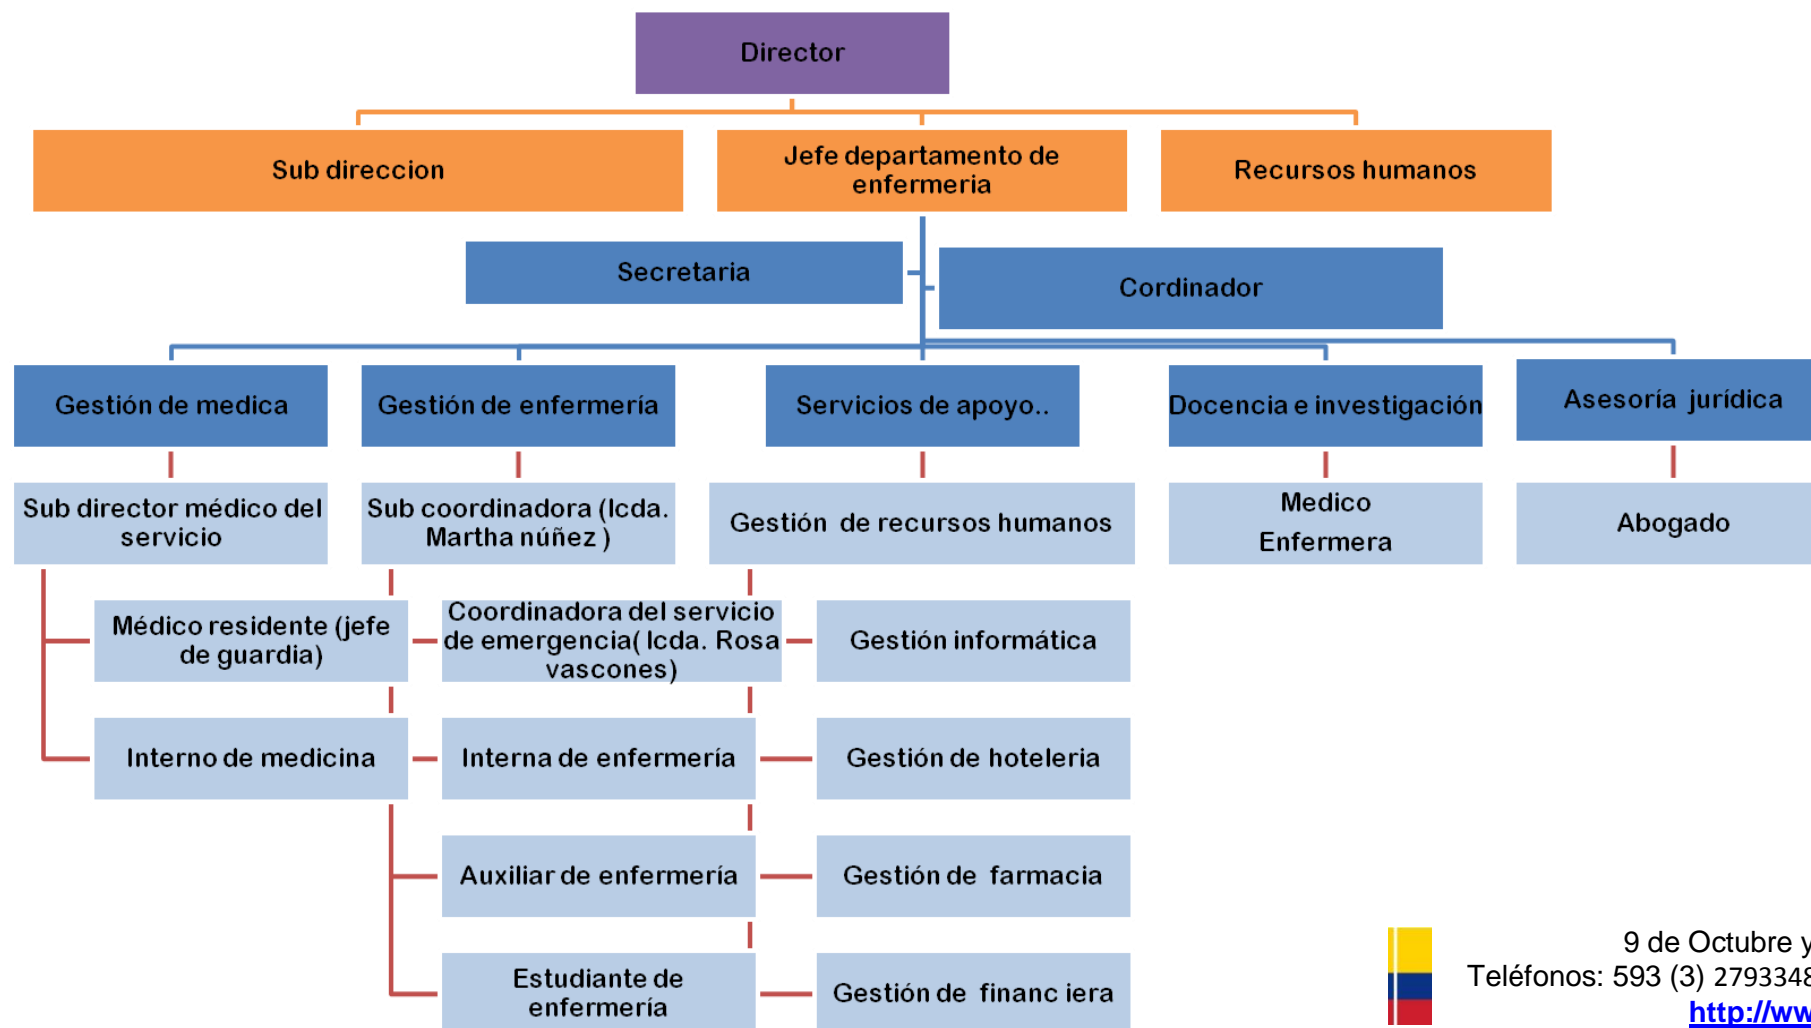 Director
Sub direccion
Jefe departamento de
enfermeria
Recursos humanos
Secretaria
Cordinador
Gestión de medica
Gestión de enfermería
Servicios de apoyo..
Docencia e investigación
Asesoría jurídica
Sub director médico del
servicio
Sub coordinadora (lcda.
Martha núñez )
Gestión de recursos humanos
Medico
Enfermera
Abogado
Médico residente (jefe
de guardia)
Coordinadora del servicio
de emergencia( lcda. Rosa
vascones)
Gestión informática
Interno de medicina
Interna de enfermería
Gestión de hoteleria
Auxiliar de enfermería
Gestión de farmacia
Estudiante de
enfermería
Gestión de financ iera
9 de Octubre y
Teléfonos: 593 (3) 2793348
http://ww